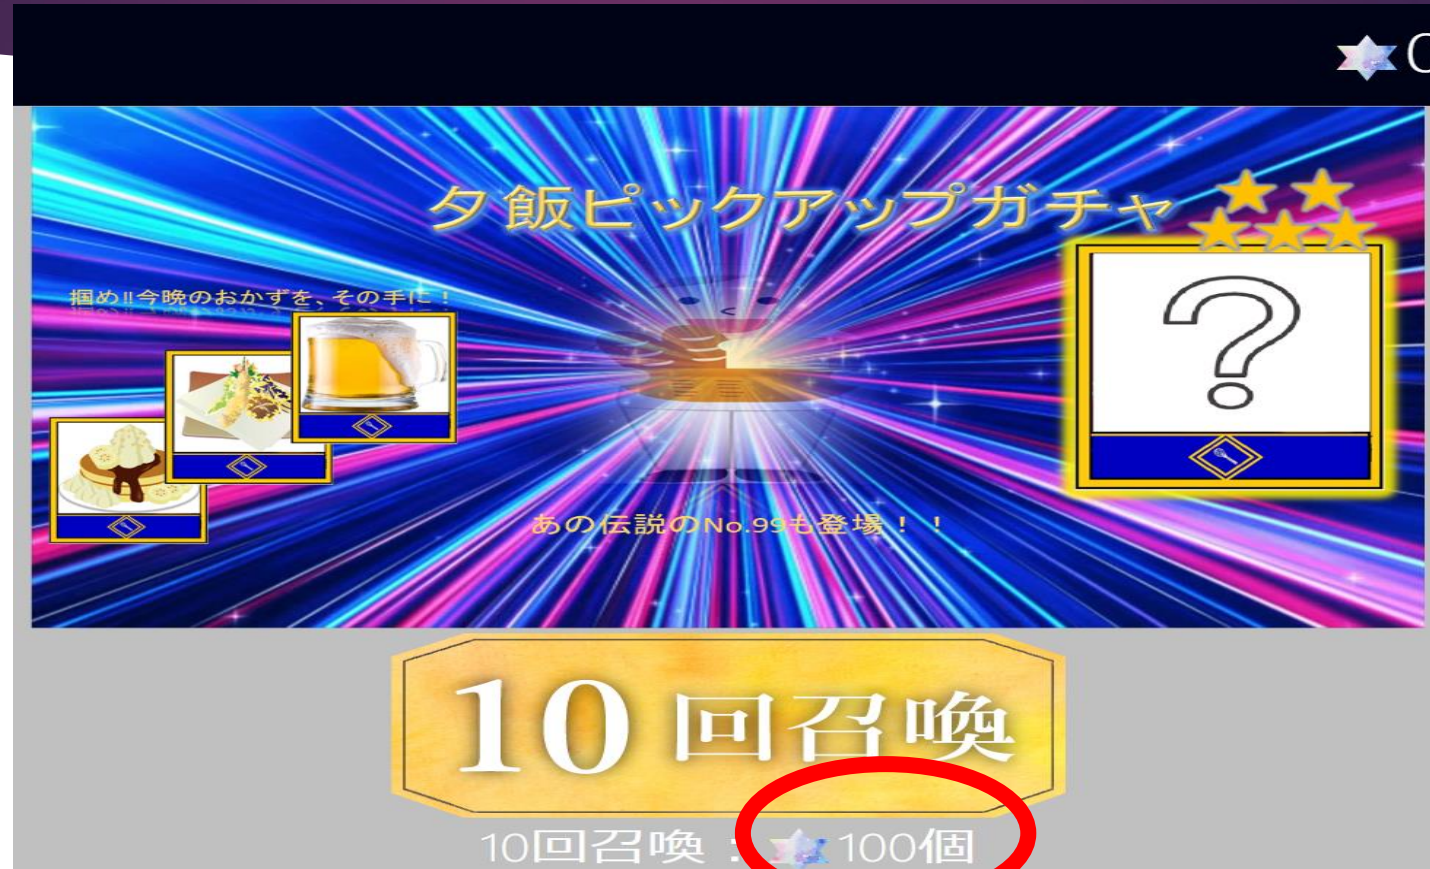 夕飯ピックアップガチャ
掴め!!今晩のおかずを、その手に！
あの伝説のNo.99も登場！！
10回召喚
10回召喚：100個